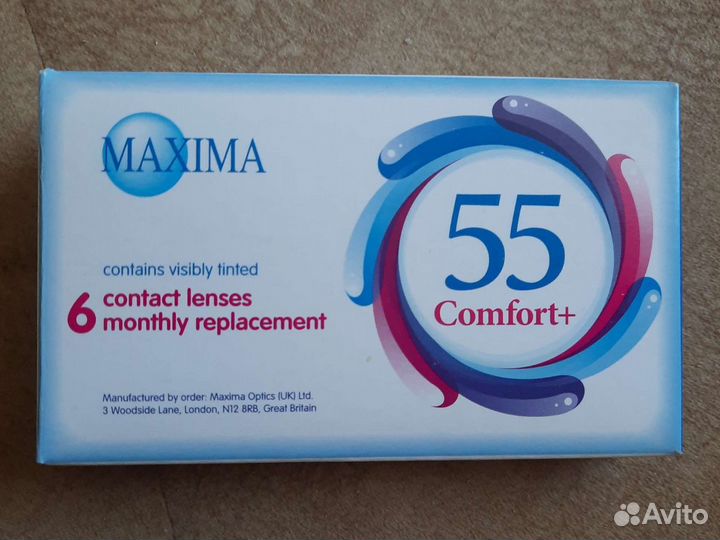 MAXIMA
contains visibly tinted
6 contact lenses
monthly replacement
Manufactured by order: Maxima Optics (UK) Ltd.
3 Woodside Lane, London, N12 8RB, Great Britain
55
Comfort+
Avito